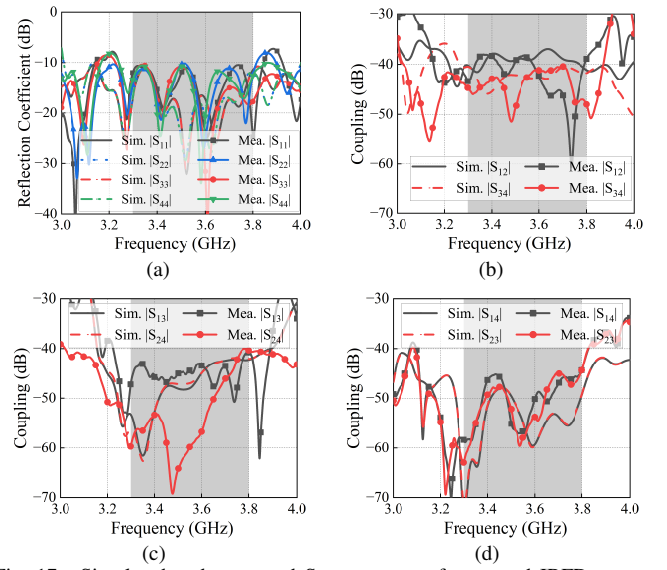 0
−10
−20
−30
−40
Reflection Coefficient (dB)
Sim. |S11| Mea. |S11|
Sim. |S22| Mea. |S22|
Sim. |S33| Mea. |S33|
Sim. |S44| Mea. |S44|
3.0 3.2 3.4 3.6 3.8 4.0
Frequency (GHz)
(a)
−30
−40
−50
−60
−70
Coupling (dB)
Sim. |S12| Mea. |S12|
Sim. |S34| Mea. |S34|
3.0 3.2 3.4 3.6 3.8 4.0
Frequency (GHz)
(b)
−30
−40
−50
−60
−70
Coupling (dB)
Sim. |S13| Mea. |S13|
Sim. |S24| Mea. |S24|
3.0 3.2 3.4 3.6 3.8 4.0
Frequency (GHz)
(c)
−30
−40
−50
−60
−70
Coupling (dB)
Sim. |S14| Mea. |S14|
Sim. |S23| Mea. |S23|
3.0 3.2 3.4 3.6 3.8 4.0
Frequency (GHz)
(d)